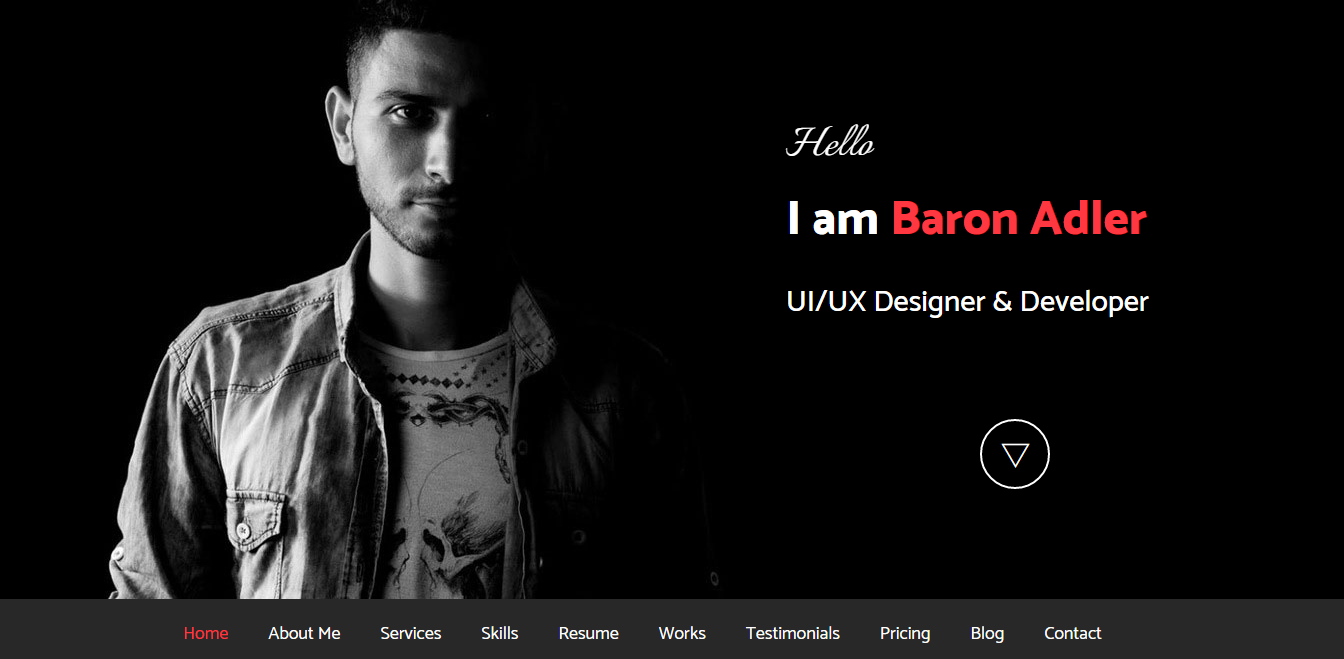 Hello
I am Baron Adler
UI/UX Designer & Developer
Home About Me Services Skills Resume Works Testimonials Pricing Blog Contact